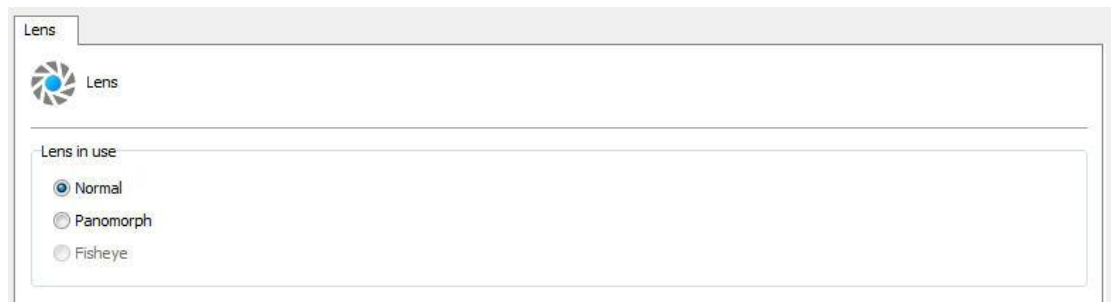 Lens
Lens
Lens in use
Normal
Panomorph
Fisheye